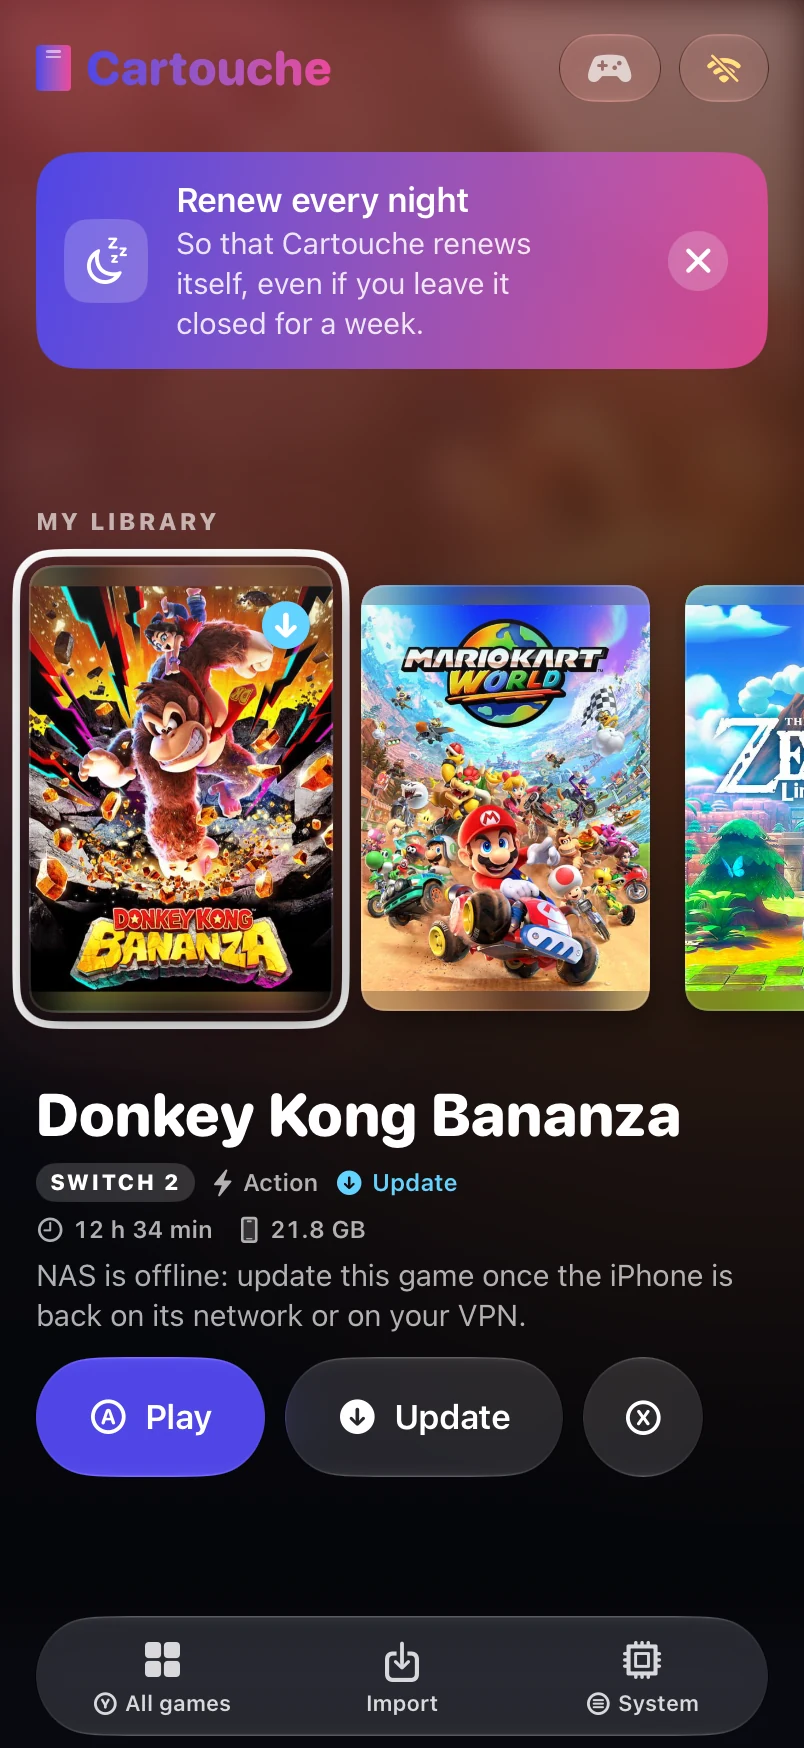 Cartouche
Renew every night
So that Cartouche renews
itself, even if you leave it
closed for a week.
MY LIBRARY
DONKEY KONG
BANANZA
MARIOKART
WORLD
Donkey Kong Bananza
SWITCH 2 Action Update
12 h 34 min 21.8 GB
NAS is offline: update this game once the iPhone is
back on its network or on your VPN.
A Play Update X
Y All games Import System